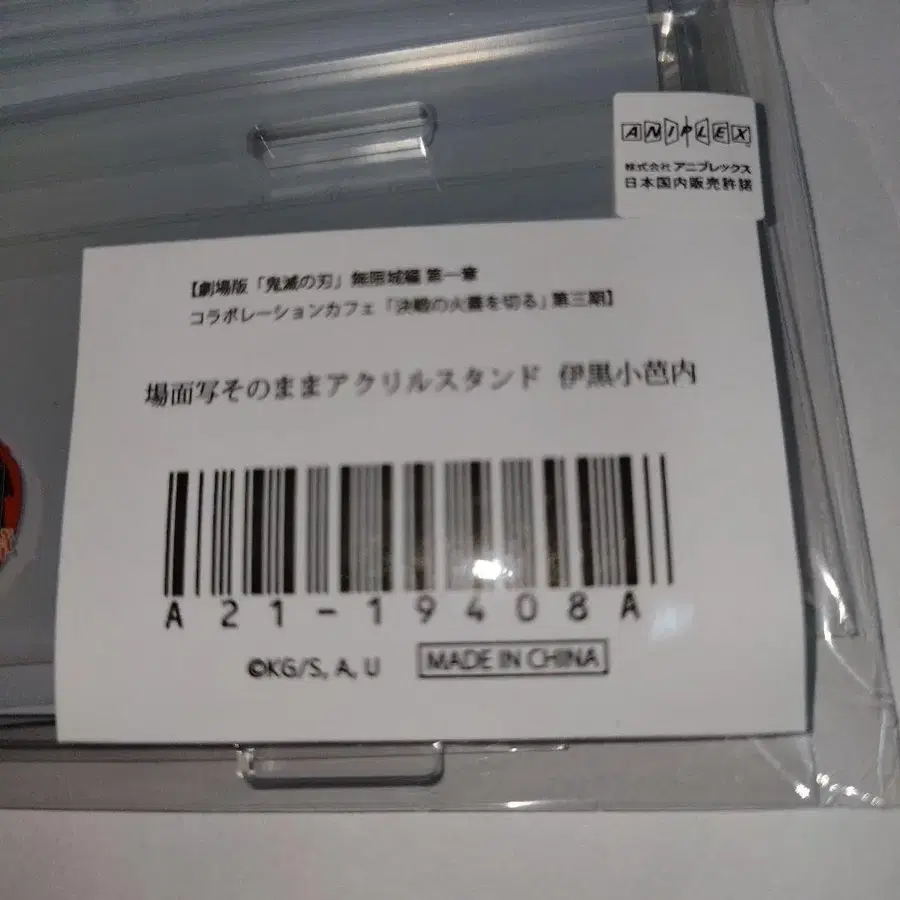 ANIPLEX
株式会社アニプレックス
日本国内販売許諾
【劇場版「鬼滅の刃」無限城編 第一章
コラボレーションカフェ「決戦の火蓋を切る」第三期】
場面写そのままアクリルスタンド 伊黒小芭内
A21-19408A
©KG/S, A, U
MADE IN CHINA